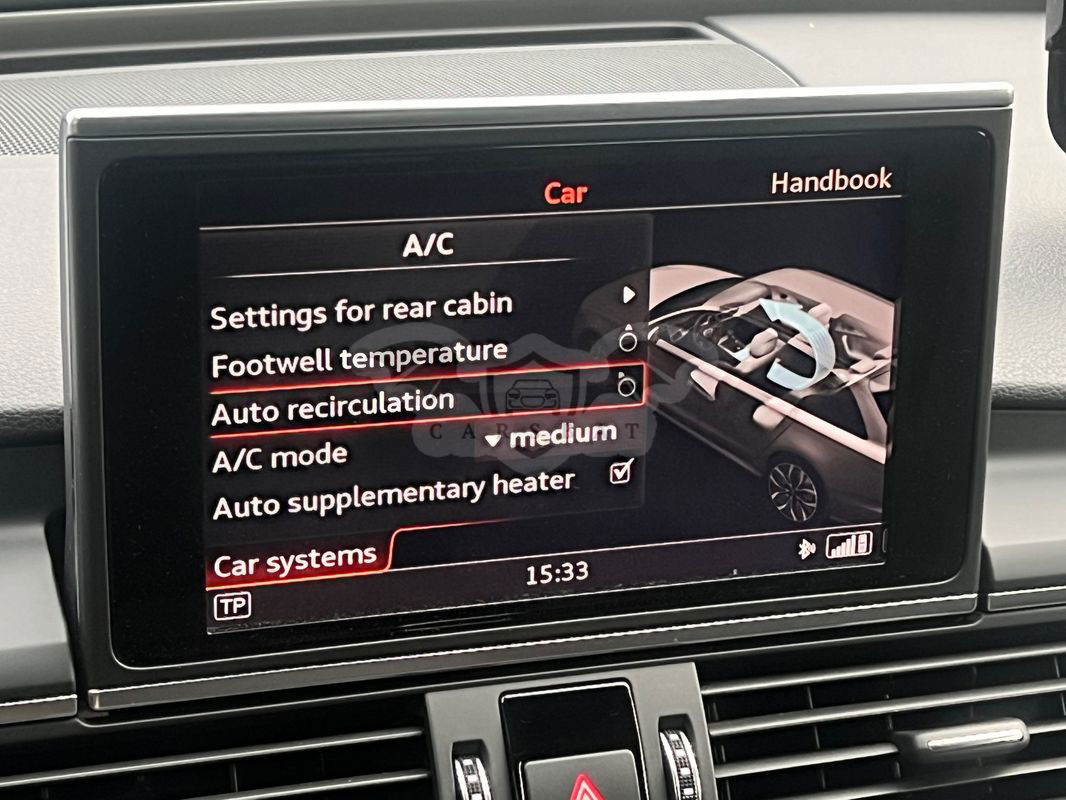 Car
Handbook
A/C
Settings for rear cabin
Footwell temperature
Auto recirculation
A/C mode
medium
Auto supplementary heater
Car systems
15:33
TP